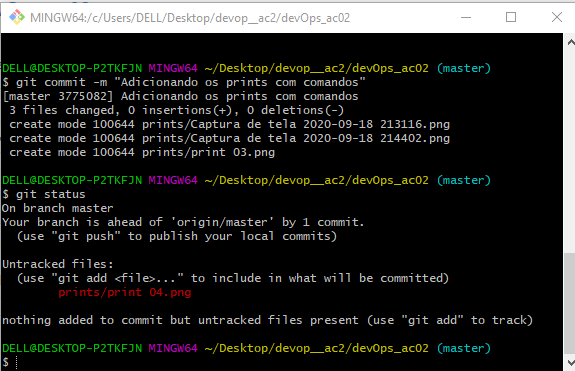 MINGW64:/c/Users/DELL/Desktop/devop__ac2/devOps_ac02
DELL@DESKTOP-P2TKFJN MINGW64 ~/Desktop/devop__ac2/devOps_ac02 (master)
$ git commit -m "Adicionando os prints com comandos"
[master 3775082] Adicionando os prints com comandos
 3 files changed, 0 insertions(+), 0 deletions(-)
 create mode 100644 prints/Captura de tela 2020-09-18 213116.png
 create mode 100644 prints/Captura de tela 2020-09-18 214402.png
 create mode 100644 prints/print 03.png
DELL@DESKTOP-P2TKFJN MINGW64 ~/Desktop/devop__ac2/devOps_ac02 (master)
$ git status
On branch master
Your branch is ahead of 'origin/master' by 1 commit.
  (use "git push" to publish your local commits)
Untracked files:
  (use "git add <file>..." to include in what will be committed)
        prints/print 04.png
nothing added to commit but untracked files present (use "git add" to track)
DELL@DESKTOP-P2TKFJN MINGW64 ~/Desktop/devop__ac2/devOps_ac02 (master)
$